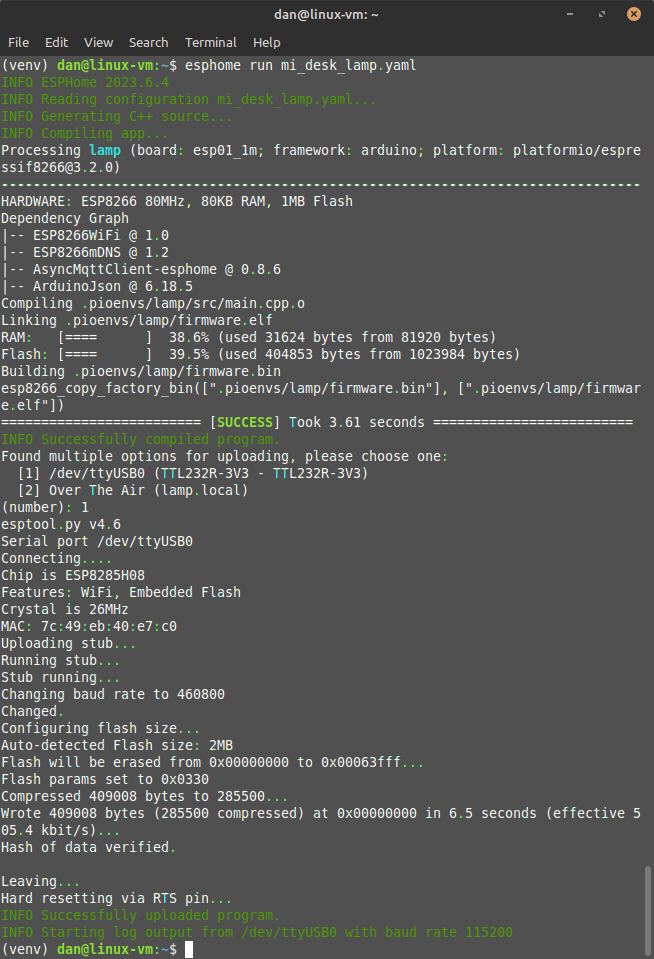 dan@linux-vm: ~
File Edit View Search Terminal Help
(venv) dan@linux-vm:~$ esphome run mi_desk_lamp.yaml
INFO ESPHome 2023.6.4
INFO Reading configuration mi_desk_lamp.yaml...
INFO Generating C++ source...
INFO Compiling app...
Processing lamp (board: esp01_1m; framework: arduino; platform: platformio/espre
ssif8266@3.2.0)
--------------------------------------------------------------------------------
HARDWARE: ESP8266 80MHz, 80KB RAM, 1MB Flash
Dependency Graph
|-- ESP8266WiFi @ 1.0
|-- ESP8266mDNS @ 1.2
|-- AsyncMqttClient-esphome @ 0.8.6
|-- ArduinoJson @ 6.18.5
Compiling .pioenvs/lamp/src/main.cpp.o
Linking .pioenvs/lamp/firmware.elf
RAM:   [====      ]  38.6% (used 31624 bytes from 81920 bytes)
Flash: [====      ]  39.5% (used 404853 bytes from 1023984 bytes)
Building .pioenvs/lamp/firmware.bin
esp8266_copy_factory_bin([".pioenvs/lamp/firmware.bin"], [".pioenvs/lamp/firmwar
e.elf"])
========================= [SUCCESS] Took 3.61 seconds =========================
INFO Successfully compiled program.
Found multiple options for uploading, please choose one:
  [1] /dev/ttyUSB0 (TTL232R-3V3 - TTL232R-3V3)
  [2] Over The Air (lamp.local)
(number): 1
esptool.py v4.6
Serial port /dev/ttyUSB0
Connecting....
Chip is ESP8285H08
Features: WiFi, Embedded Flash
Crystal is 26MHz
MAC: 7c:49:eb:40:e7:c0
Uploading stub...
Running stub...
Stub running...
Changing baud rate to 460800
Changed.
Configuring flash size...
Auto-detected Flash size: 2MB
Flash will be erased from 0x00000000 to 0x00063fff...
Flash params set to 0x0330
Compressed 409008 bytes to 285500...
Wrote 409008 bytes (285500 compressed) at 0x00000000 in 6.5 seconds (effective 5
05.4 kbit/s)...
Hash of data verified.

Leaving...
Hard resetting via RTS pin...
INFO Successfully uploaded program.
INFO Starting log output from /dev/ttyUSB0 with baud rate 115200
(venv) dan@linux-vm:~$